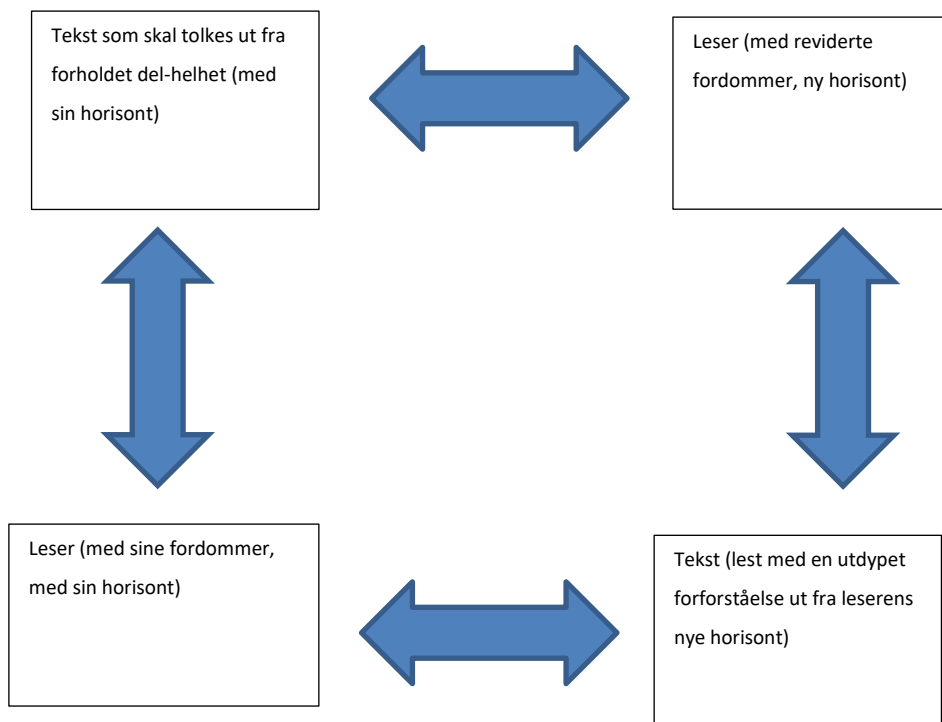 Tekst som skal tolkes ut fra
forholdet del-helhet (med
sin horisont)
Leser (med reviderte
fordommer, ny horisont)
Leser (med sine fordommer,
med sin horisont)
Tekst (lest med en utdypet
forforståelse ut fra leserens
nye horisont)